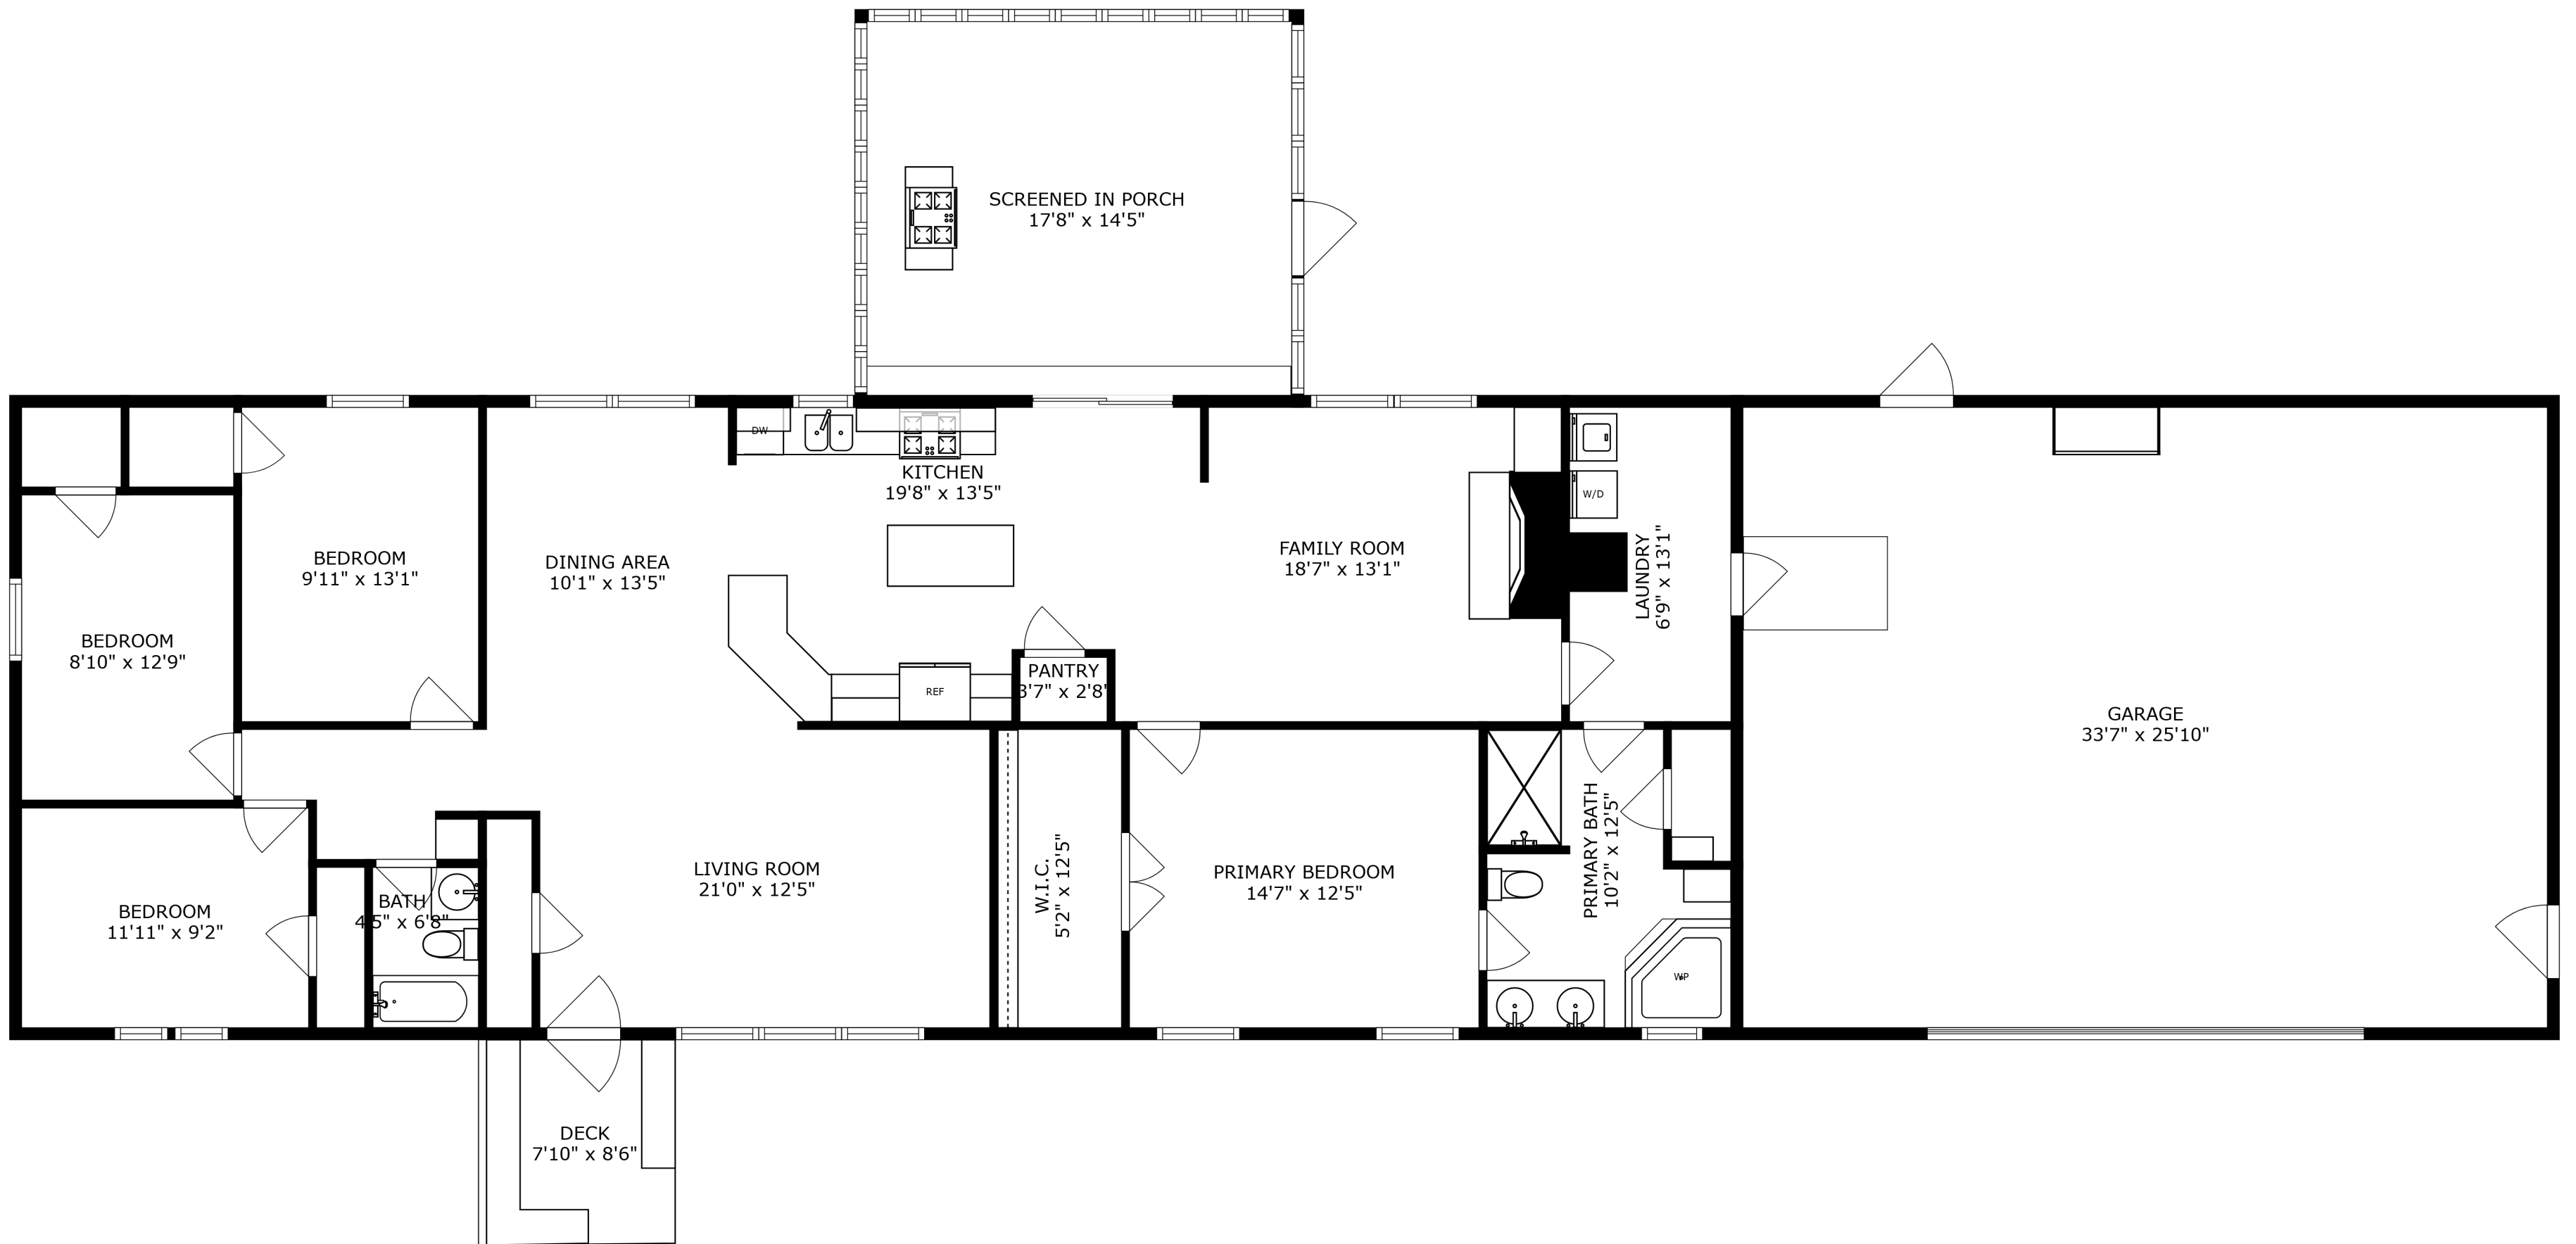 SCREENED IN PORCH
17'8" x 14'5"
DW
KITCHEN
19'8" x 13'5"
W/D
LAUNDRY
6'9" x 13'1"
FAMILY ROOM
18'7" x 13'1"
BEDROOM
9'11" x 13'1"
DINING AREA
10'1" x 13'5"
BEDROOM
8'10" x 12'9"
PANTRY
3'7" x 2'8"
REF
GARAGE
33'7" x 25'10"
PRIMARY BATH
10'2" x 12'5"
LIVING ROOM
21'0" x 12'5"
W.I.C.
5'2" x 12'5"
PRIMARY BEDROOM
14'7" x 12'5"
BATH
4'5" x 6'8"
BEDROOM
11'11" x 9'2"
WP
DECK
7'10" x 8'6"